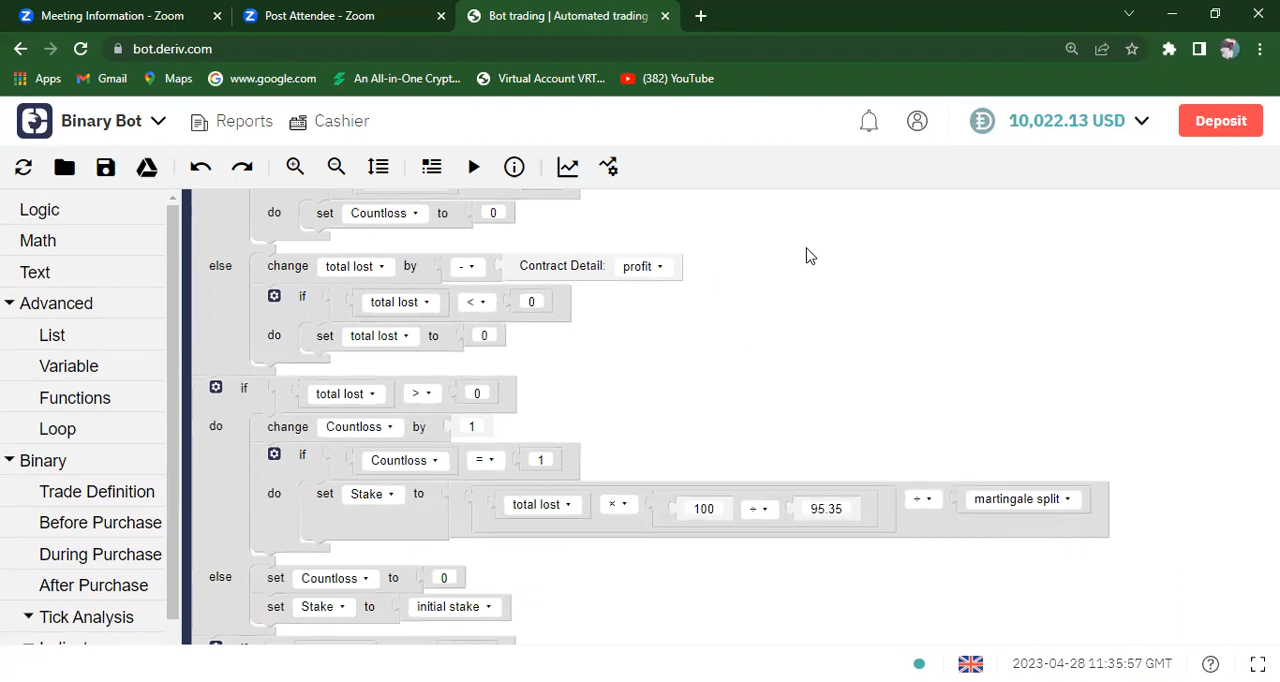 Meeting Information - Zoom
Post Attendee - Zoom
Bot trading | Automated trading
bot.deriv.com
Apps Gmail Maps www.google.com An All-in-One Crypt... Virtual Account VRT... (382) YouTube
Binary Bot Reports Cashier 10,022.13 USD Deposit
Logic
Math
Text
Advanced
List
Variable
Functions
Loop
Binary
Trade Definition
Before Purchase
During Purchase
After Purchase
Tick Analysis
do set Countloss to 0
else change total lost by - Contract Detail: profit
if total lost < 0
do set total lost to 0
if total lost > 0
do change Countloss by 1
if Countloss = 1
do set Stake to total lost × 100 ÷ 95.35 ÷ martingale split
else set Countloss to 0
set Stake to initial stake
2023-04-28 11:35:57 GMT